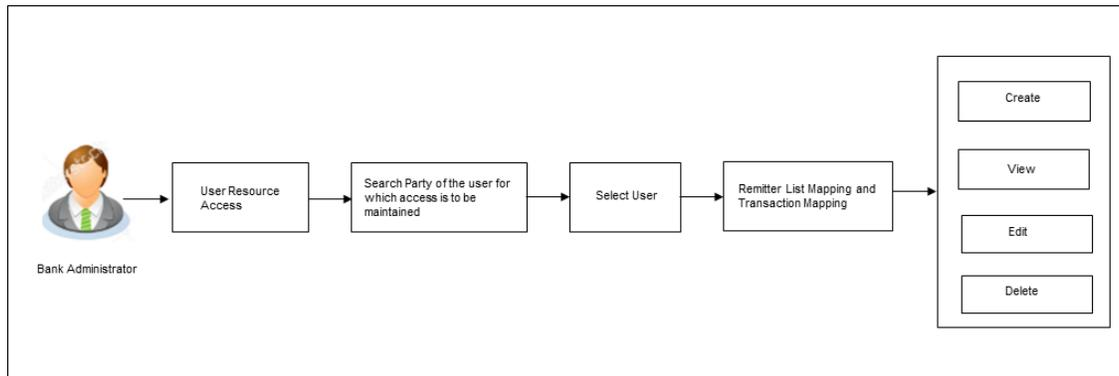 Bank Administrator
User Resource
Access
Search Party of the user for
which access is to be
maintained
Select User
Remitter List Mapping and
Transaction Mapping
Create
View
Edit
Delete